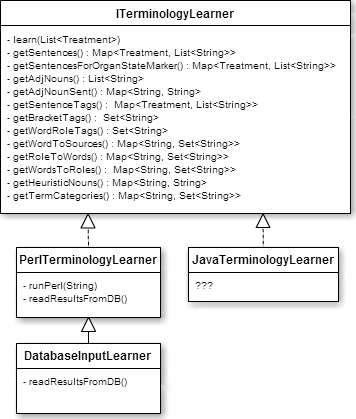 ITerminologyLearner
- learn(List<Treatment>)
- getSentences() : Map<Treatment, List<String>>
- getSentencesForOrganStateMarker() : Map<Treatment, List<String>>
- getAdjNouns() : List<String>
- getAdjNounSent() : Map<String, String>
- getSentenceTags() :  Map<Treatment, List<String>>
- getBracketTags() :  Set<String>
- getWordRoleTags() : Set<String>
- getWordToSources() : Map<String, Set<String>>
- getRoleToWords() : Map<String, Set<String>>
- getWordsToRoles() :  Map<String, Set<String>>
- getHeuristicNouns() : Map<String, String>
- getTermCategories() : Map<String, Set<String>>
PerlTerminologyLearner
- runPerl(String)
- readResultsFromDB()
JavaTerminologyLearner
???
DatabaseInputLearner
- readResultsFromDB()